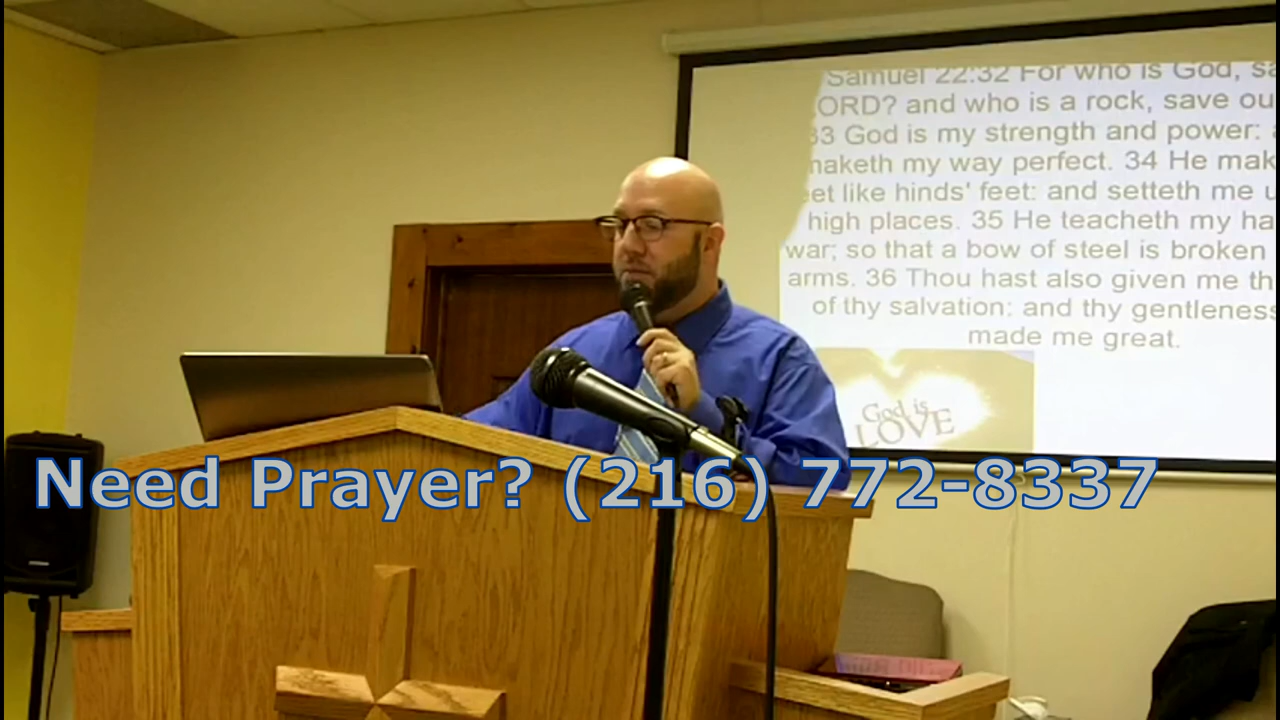 Samuel 22:32 For who is God, sa
ORD? and who is a rock, save ou
33 God is my strength and power: a
maketh my way perfect. 34 He mak
eet like hinds' feet: and setteth me u
high places. 35 He teacheth my ha
war; so that a bow of steel is broken
arms. 36 Thou hast also given me th
of thy salvation: and thy gentleness
made me great.
God is
LOVE
Need Prayer? (216) 772-8337